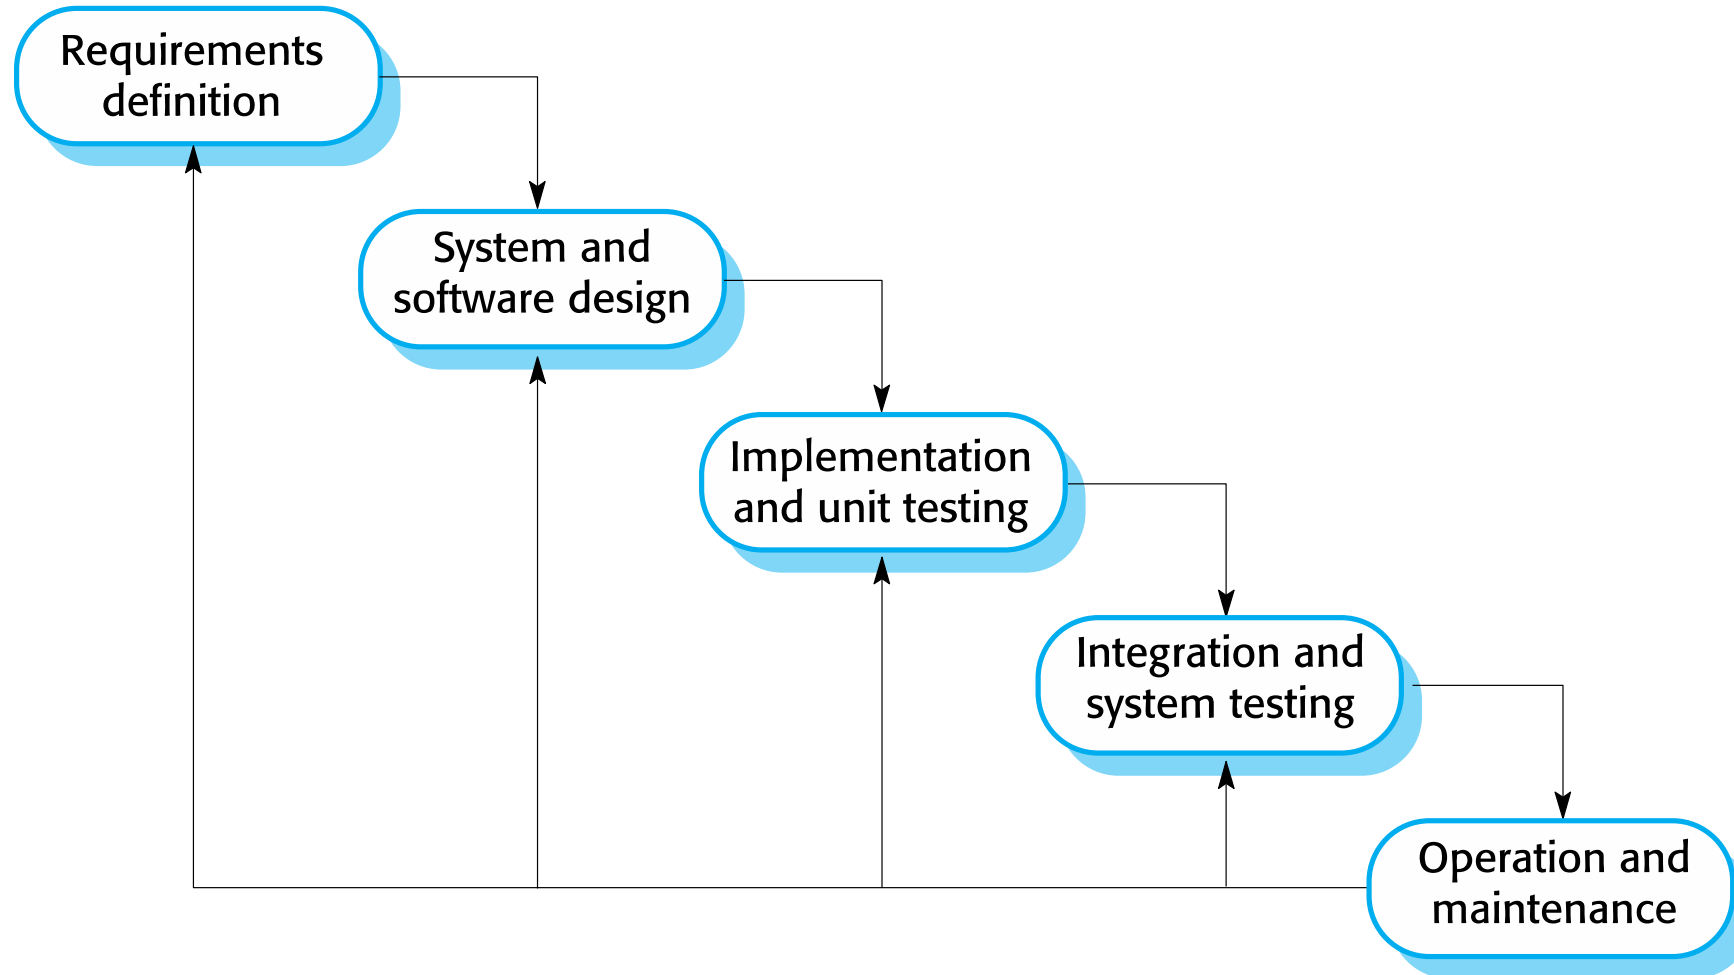 Requirements
definition
System and
software design
Implementation
and unit testing
Integration and
system testing
Operation and
maintenance